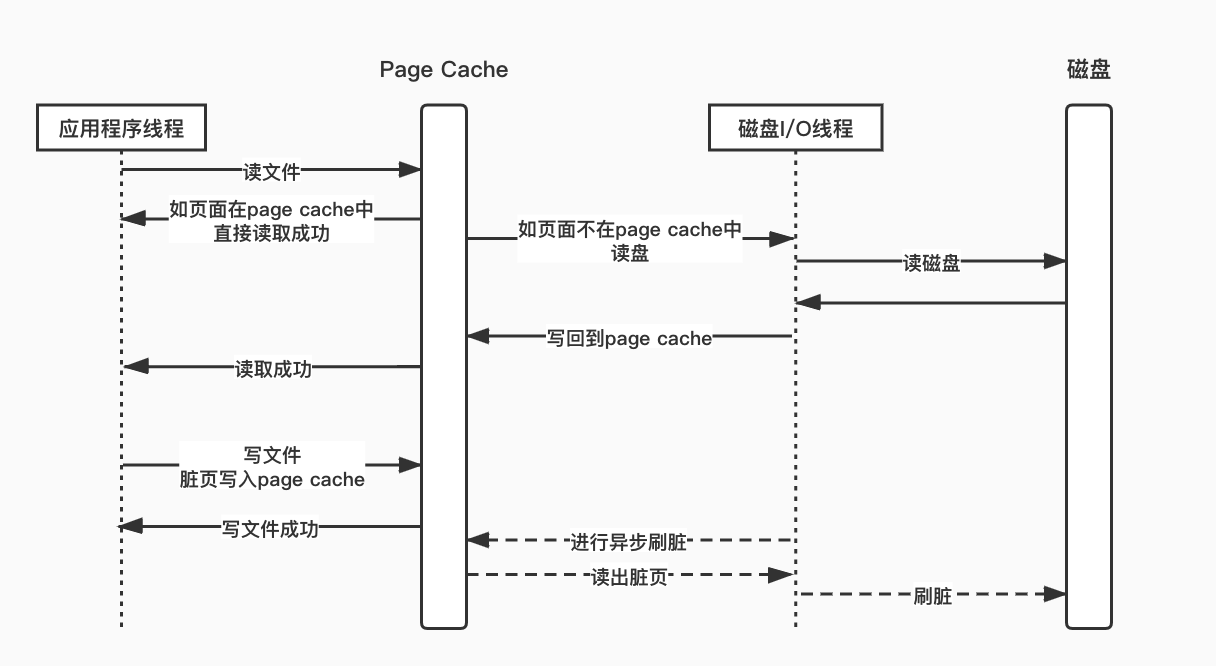 Page Cache
磁盘
应用程序线程
磁盘I/O线程
读文件
如页面在page cache中
直接读取成功
如页面不在page cache中
读盘
读磁盘
写回到page cache
读取成功
写文件
脏页写入page cache
写文件成功
进行异步刷脏
读出脏页
刷脏